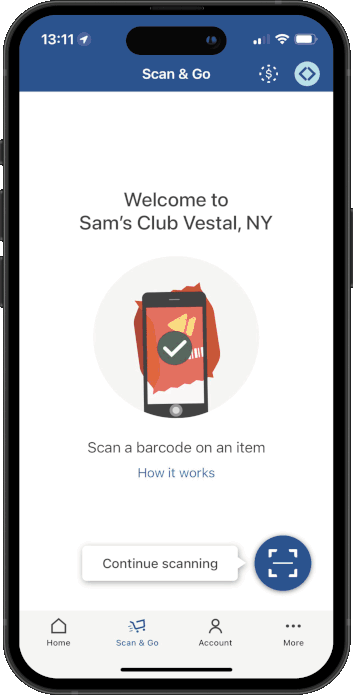 13:11
Scan & Go
Welcome to
Sam's Club Vestal, NY
Scan a barcode on an item
How it works
Continue scanning
Home
Scan & Go
Account
More